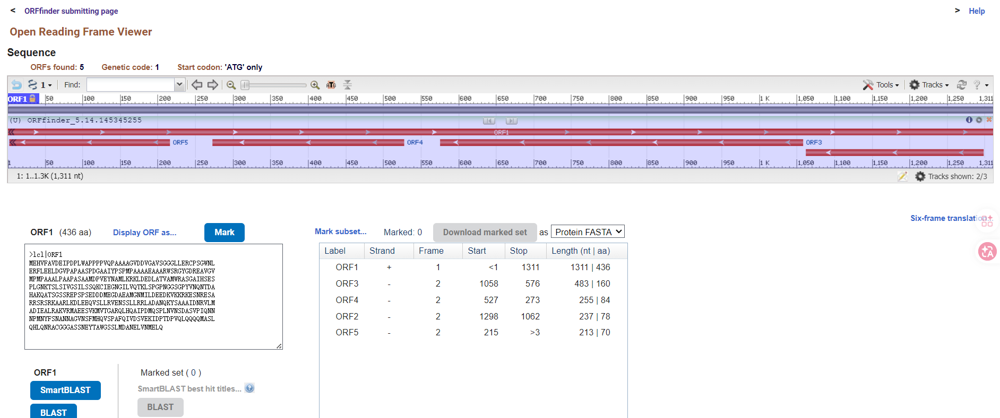 < ORFfinder submitting page
> Help
Open Reading Frame Viewer
Sequence
ORFs found: 5 Genetic code: 1 Start codon: 'ATG' only
1 Find: ATG Tools Tracks ?
ORF1 50 100 150 200 250 300 350 400 450 500 550 600 650 700 750 800 850 900 950 1 K 1,050 1,100 1,150 1,200 1,250 1,311
(U) ORFfinder_5.14.145345255
ORF1
ORF5 ORF4 ORF3
1 50 100 150 200 250 300 350 400 450 500 550 600 650 700 750 800 850 900 950 1 K 1,050 1,100 1,150 1,200 1,250 1,311
1: 1..1.3K (1,311 nt) Tracks shown: 2/3
Six-frame translation...
ORF1 (436 aa) Display ORF as... Mark
>lcl|ORF1
MEHVFAVDEIPDPLWAPPPPVQPAAAAGVDDVGAVSGGGLLERCPSGWNL
ERFLEELDGVPAPAASPDGAAIYPSPMPAAAAEAAARWSRGYGDREAVGV
MPMPAAALPAAPASAAMDPVEYNAMLKRKLDEDLATVAMWRASGAIHSES
PLGNKTSLSIVGSILSSQKCIEGNGILVQTKLSPGPNGGSGPYVNQNTDA
HAKQATSGSSREPSPSEDDDMEGDAEAMGNMILDEEDKVKKRKESNRESA
RRSRSRKAARLKDLEEQVSLLRVENSSLLRRLADANQKYSAAAIDNRVLM
ADIEALRAKVRMAEESVKMVTGARQLHQAIPDMQSPLNVNSDASVPIQNN
NPMNYFSNANNAGVNSFMHQVSPAFQIVDSVEKIDPTDPVQLQQQQMASL
QHLQNRACGGGASSNEYTAWGSSLMDANELVNMELQ
Mark subset... Marked: 0 Download marked set as Protein FASTA
Label Strand Frame Start Stop Length (nt | aa)
ORF1 + 1 <1 1311 1311 | 436
ORF3 - 2 1058 576 483 | 160
ORF4 - 2 527 273 255 | 84
ORF2 - 2 1298 1062 237 | 78
ORF5 - 2 215 >3 213 | 70
ORF1
SmartBLAST
BLAST
Marked set ( 0 )
SmartBLAST best hit titles... ?
BLAST